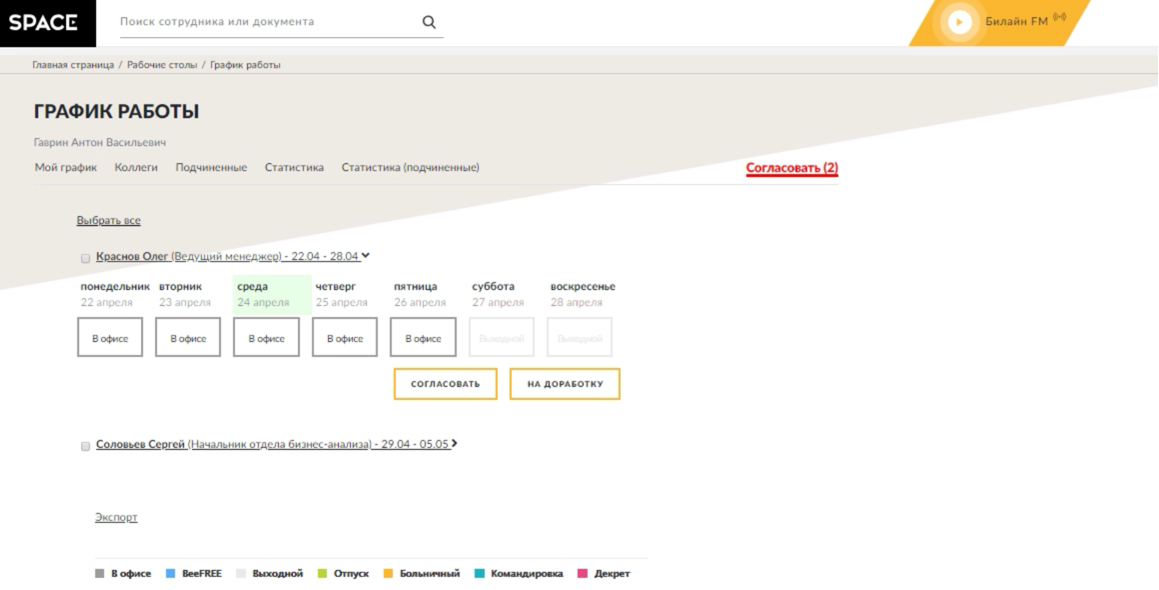 SPACE Поиск сотрудника или документа Билайн FM
Главная страница / Рабочие столы / График работы
ГРАФИК РАБОТЫ
Гаврин Антон Васильевич
Мой график Коллеги Подчиненные Статистика Статистика (подчиненные) Согласовать (2)
Выбрать все
Краснов Олег (Ведущий менеджер) - 22.04 - 28.04
понедельник вторник среда четверг пятница суббота воскресенье
22 апреля 23 апреля 24 апреля 25 апреля 26 апреля 27 апреля 28 апреля
В офисе В офисе В офисе В офисе В офисе Выходной Выходной
СОГЛАСОВАТЬ НА ДОРАБОТКУ
Соловьев Сергей (Начальник отдела бизнес-анализа) - 29.04 - 05.05
Экспорт
В офисе BeeFREE Выходной Отпуск Больничный Командировка Декрет